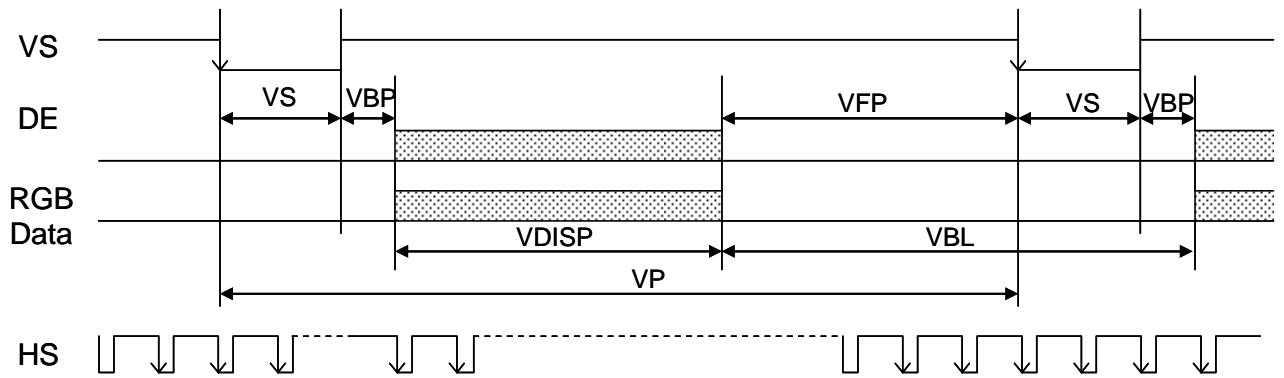 VS
VS VBP VFP VS VBP
DE
RGB
Data
VDISP VBL
VP
HS